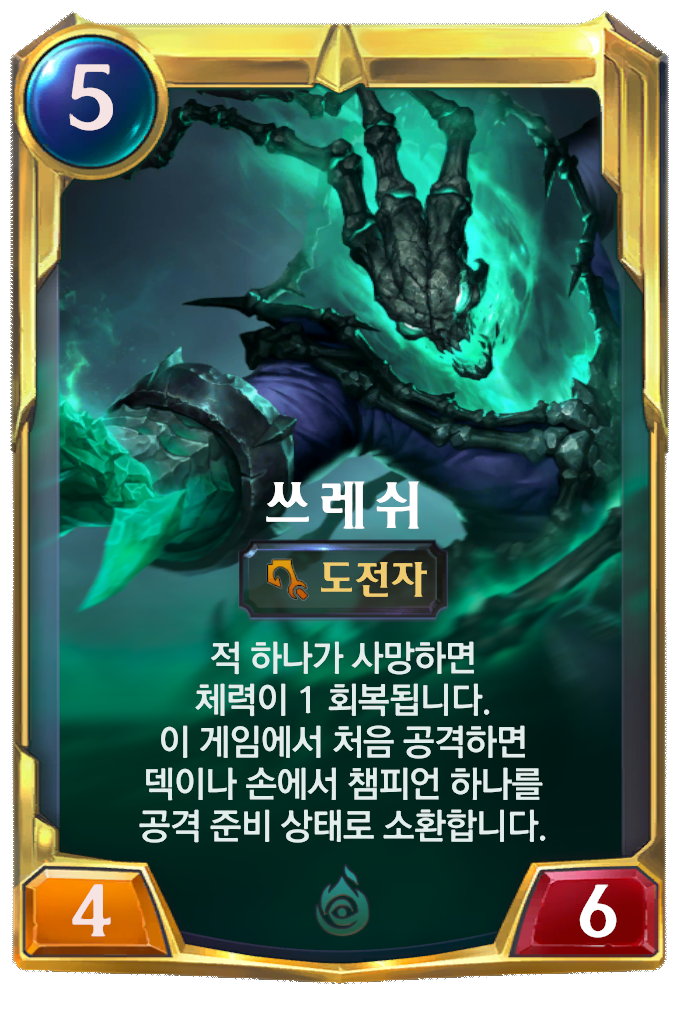 5
쓰레쉬
도전자
적 하나가 사망하면
체력이 1 회복됩니다.
이 게임에서 처음 공격하면
덱이나 손에서 챔피언 하나를
공격 준비 상태로 소환합니다.
4
6